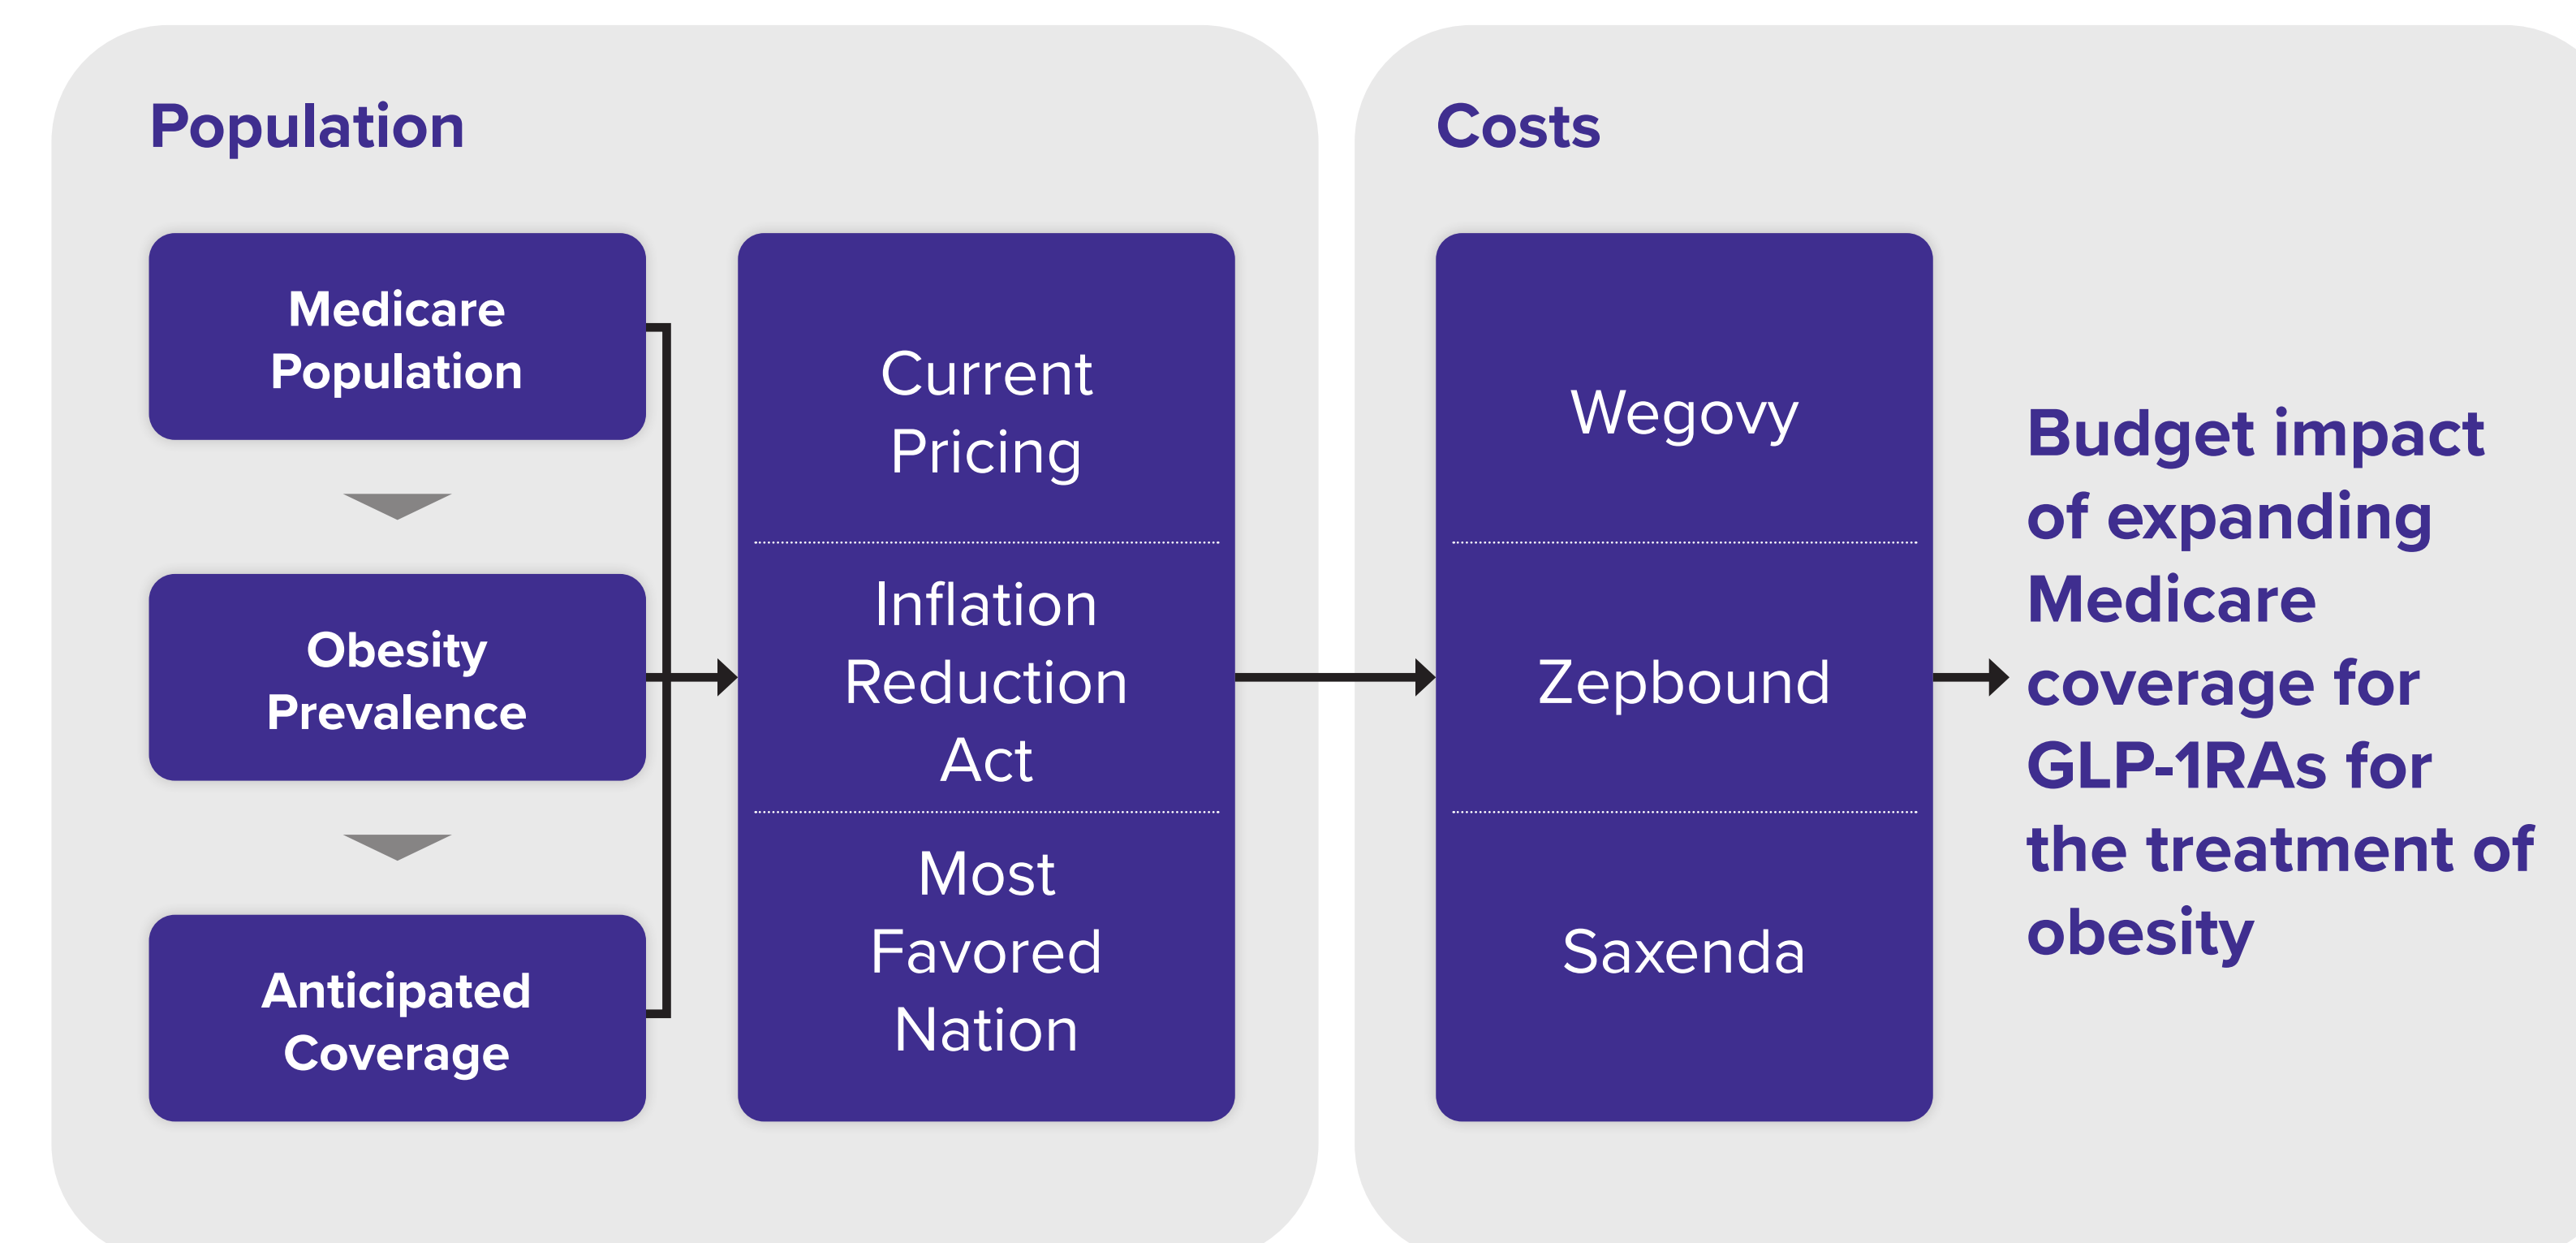 Population
Medicare
Population
Obesity
Prevalence
Anticipated
Coverage
Current
Pricing
Inflation
Reduction
Act
Most
Favored
Nation
Costs
Wegovy
Zepbound
Saxenda
Budget impact
of expanding
Medicare
coverage for
GLP-1RAs for
the treatment of
obesity